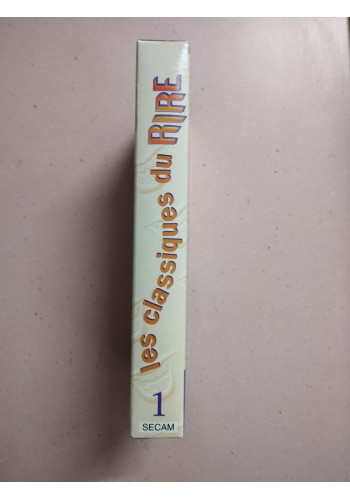 les classiques du RIRE
1
SECAM